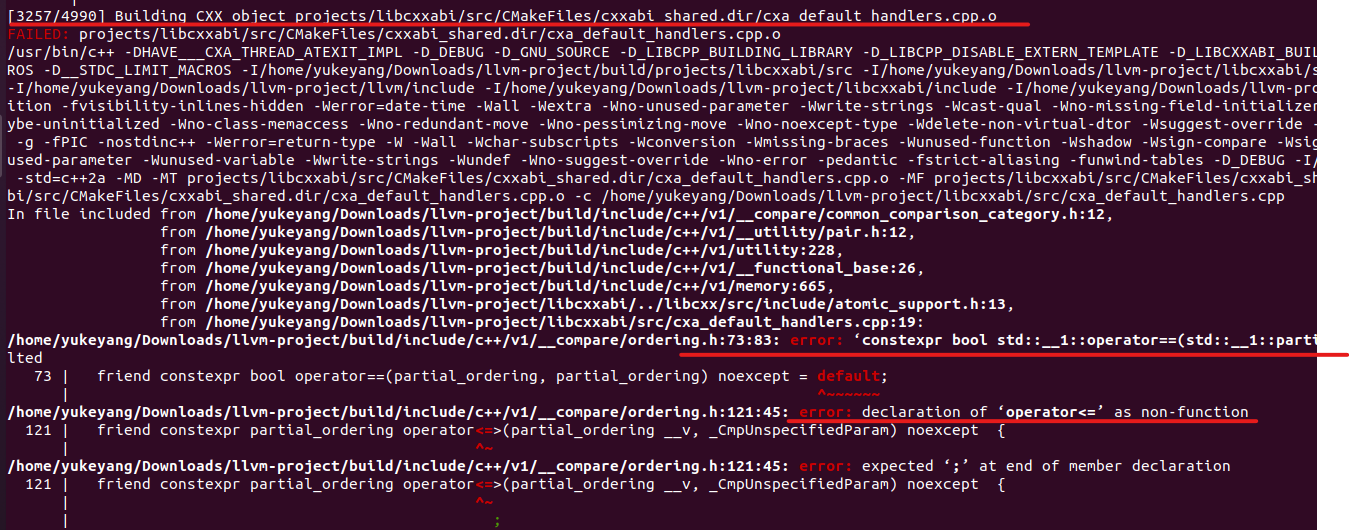 [3257/4990] Building CXX object projects/libcxxabi/src/CMakeFiles/cxxabi_shared.dir/cxa_default_handlers.cpp.o
FAILED: projects/libcxxabi/src/CMakeFiles/cxxabi_shared.dir/cxa_default_handlers.cpp.o
/usr/bin/c++ -DHAVE___CXA_THREAD_ATEXIT_IMPL -D_DEBUG -D_GNU_SOURCE -D_LIBCPP_BUILDING_LIBRARY -D_LIBCPP_DISABLE_EXTERN_TEMPLATE -D_LIBCXXABI_BUIL
ROS -D__STDC_LIMIT_MACROS -I/home/yukeyang/Downloads/llvm-project/build/projects/libcxxabi/src -I/home/yukeyang/Downloads/llvm-project/libcxxabi/s
-I/home/yukeyang/Downloads/llvm-project/llvm/include -I/home/yukeyang/Downloads/llvm-project/libcxxabi/include -I/home/yukeyang/Downloads/llvm-pro
ition -fvisibility-inlines-hidden -Werror=date-time -Wall -Wextra -Wno-unused-parameter -Wwrite-strings -Wcast-qual -Wno-missing-field-initializer
ybe-uninitialized -Wno-class-memaccess -Wno-redundant-move -Wno-pessimizing-move -Wno-noexcept-type -Wdelete-non-virtual-dtor -Wsuggest-override -
-g -fPIC -nostdinc++ -Werror=return-type -W -Wall -Wchar-subscripts -Wconversion -Wmissing-braces -Wunused-function -Wshadow -Wsign-compare -Wsig
used-parameter -Wunused-variable -Wwrite-strings -Wundef -Wno-suggest-override -Wno-error -pedantic -fstrict-aliasing -funwind-tables -D_DEBUG -I/
-std=c++2a -MD -MT projects/libcxxabi/src/CMakeFiles/cxxabi_shared.dir/cxa_default_handlers.cpp.o -MF projects/libcxxabi/src/CMakeFiles/cxxabi_sh
bi/src/CMakeFiles/cxxabi_shared.dir/cxa_default_handlers.cpp.o -c /home/yukeyang/Downloads/llvm-project/libcxxabi/src/cxa_default_handlers.cpp
In file included from /home/yukeyang/Downloads/llvm-project/build/include/c++/v1/__compare/common_comparison_category.h:12,
from /home/yukeyang/Downloads/llvm-project/build/include/c++/v1/__utility/pair.h:12,
from /home/yukeyang/Downloads/llvm-project/build/include/c++/v1/utility:228,
from /home/yukeyang/Downloads/llvm-project/build/include/c++/v1/__functional_base:26,
from /home/yukeyang/Downloads/llvm-project/build/include/c++/v1/memory:665,
from /home/yukeyang/Downloads/llvm-project/libcxxabi/../libcxx/src/include/atomic_support.h:13,
from /home/yukeyang/Downloads/llvm-project/libcxxabi/src/cxa_default_handlers.cpp:19:
/home/yukeyang/Downloads/llvm-project/build/include/c++/v1/__compare/ordering.h:73:83: error: ‘constexpr bool std::__1::operator==(std::__1::parti
lted
73 | friend constexpr bool operator==(partial_ordering, partial_ordering) noexcept = default;
| ^~~~~~~
/home/yukeyang/Downloads/llvm-project/build/include/c++/v1/__compare/ordering.h:121:45: error: declaration of ‘operator<=’ as non-function
121 | friend constexpr partial_ordering operator<=>(partial_ordering __v, _CmpUnspecifiedParam) noexcept {
| ^~
/home/yukeyang/Downloads/llvm-project/build/include/c++/v1/__compare/ordering.h:121:45: error: expected ‘;’ at end of member declaration
121 | friend constexpr partial_ordering operator<=>(partial_ordering __v, _CmpUnspecifiedParam) noexcept {
| ^~
| ;